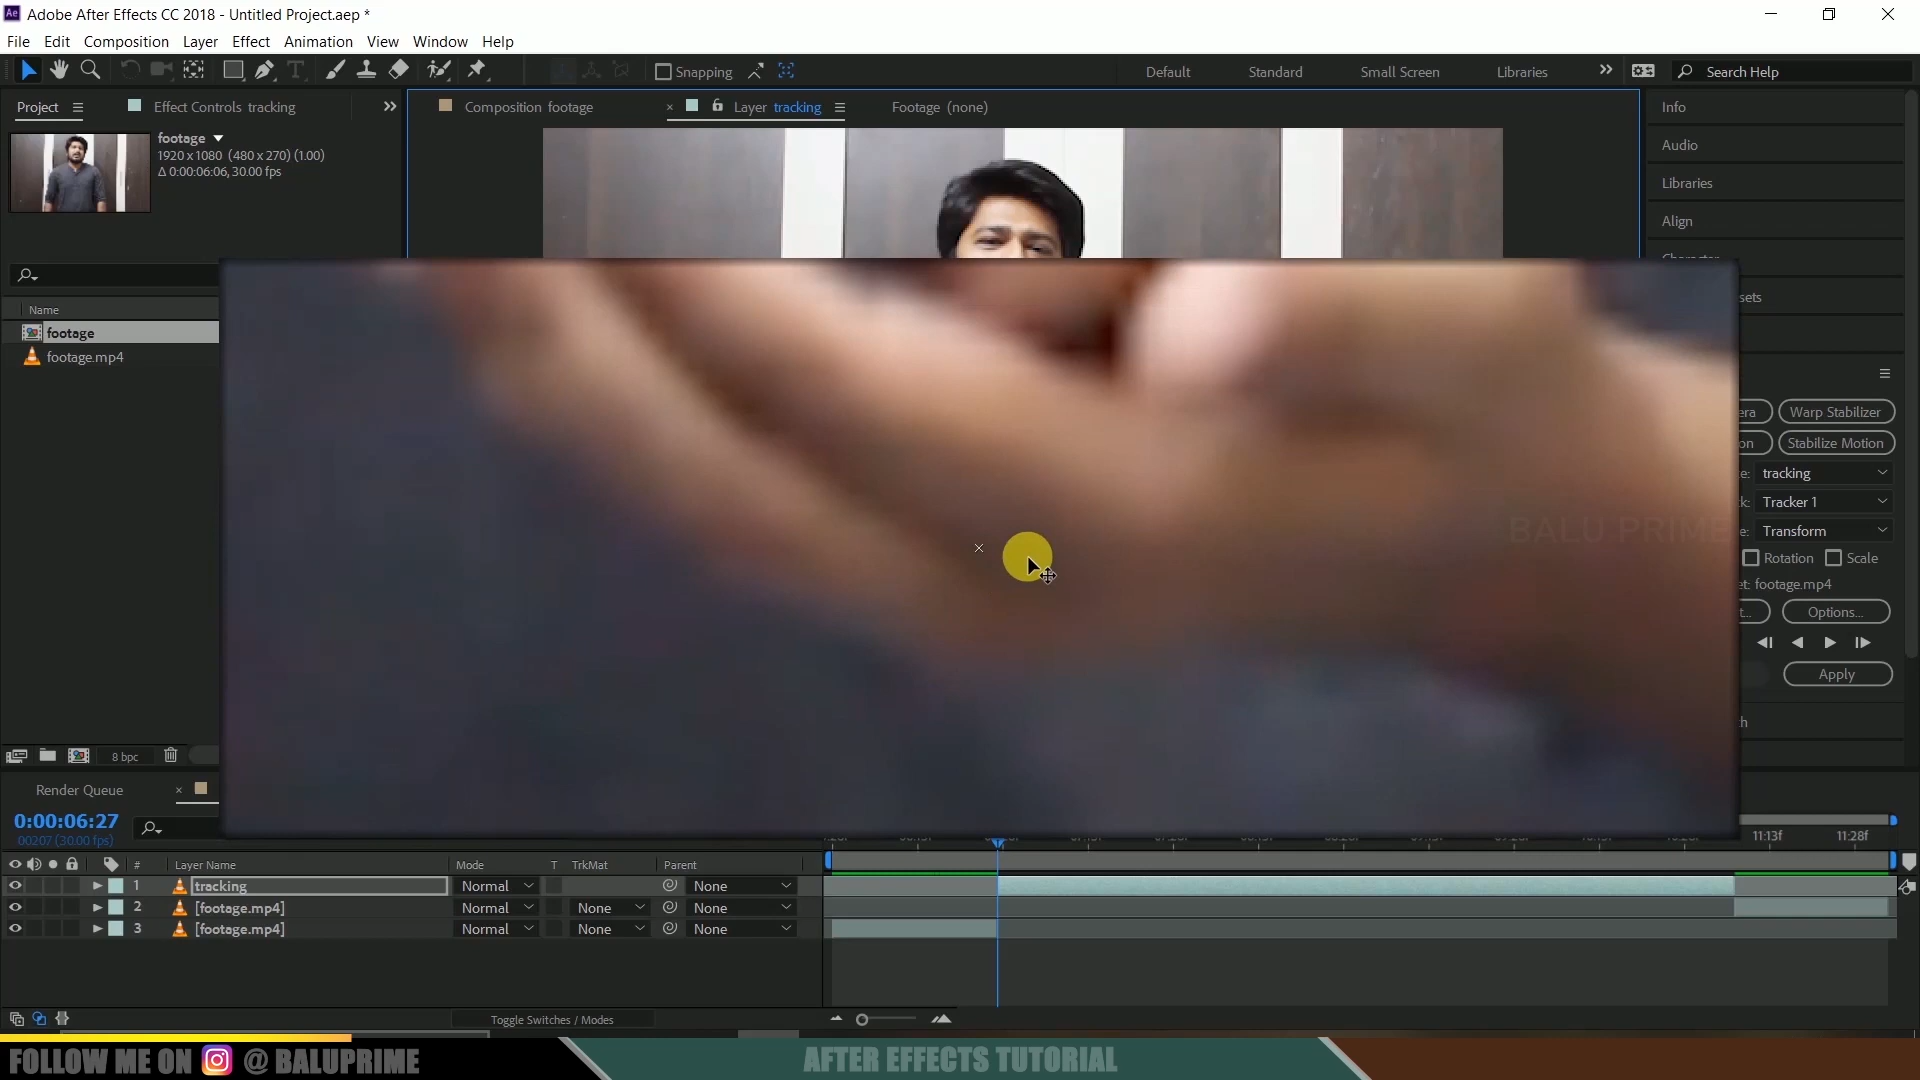 Ae Adobe After Effects CC 2018 - Untitled Project.aep *
File Edit Composition Layer Effect Animation View Window Help
Snapping Default Standard Small Screen Libraries Search Help
Project Effect Controls tracking Composition footage Layer tracking Footage (none) Info
footage
1920 x 1080 (480 x 270) (1.00)
Δ 0:00:06:06, 30.00 fps
Audio
Libraries
Align
Name
sets
footage
footage.mp4
era Warp Stabilizer
on Stabilize Motion
e: tracking
k: Tracker 1
BALU PRIME
e: Transform
Rotation Scale
et: footage.mp4
t... Options...
Apply
h
8 bpc
Render Queue
0:00:06:27
00207 (30.00 fps)
11:13f 11:28f
# Layer Name Mode T TrkMat Parent
1 tracking Normal None
2 [footage.mp4] Normal None None
3 [footage.mp4] Normal None None
Toggle Switches / Modes
FOLLOW ME ON @ BALUPRIME AFTER EFFECTS TUTORIAL